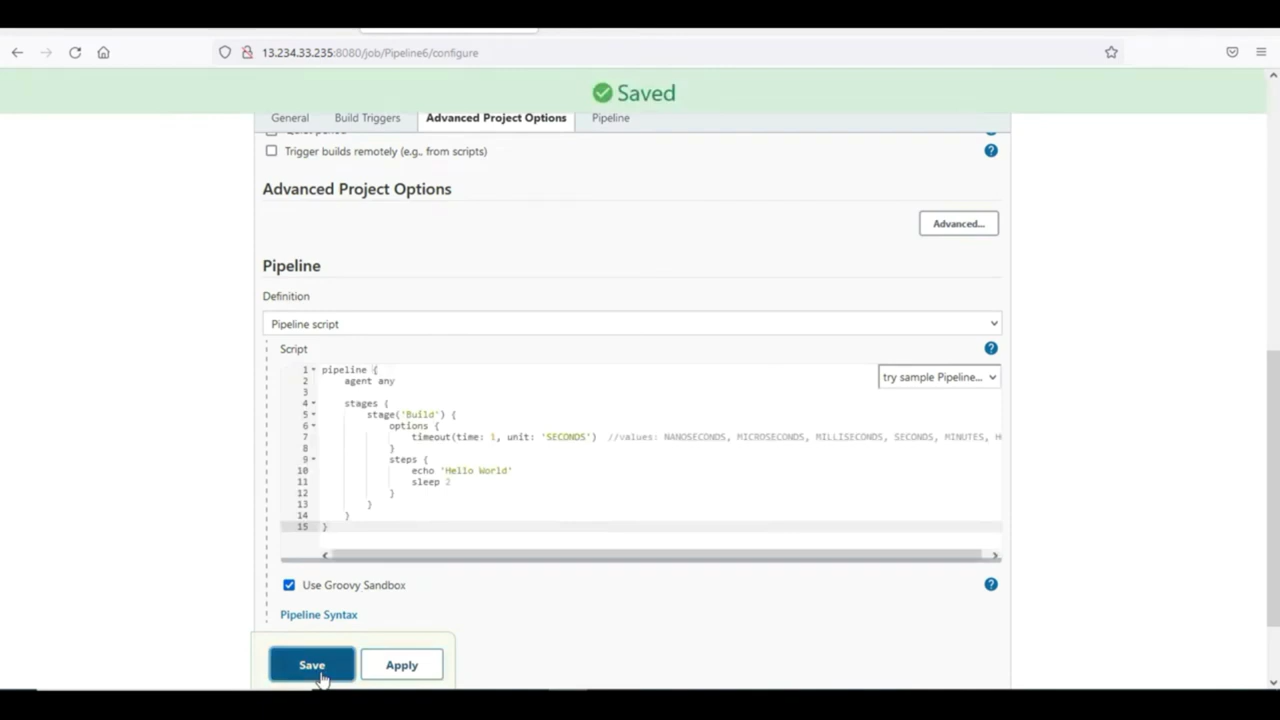 13.234.33.235:8080/job/Pipeline6/configure
Saved
General
Build Triggers
Advanced Project Options
Pipeline
Trigger builds remotely (e.g., from scripts)
Advanced Project Options
Advanced...
Pipeline
Definition
Pipeline script
Script
try sample Pipeline...
1 pipeline {
2 agent any
3
4 stages {
5 stage('Build') {
6 options {
7 timeout(time: 1, unit: 'SECONDS') //values: NANOSECONDS, MICROSECONDS, MILLISECONDS, SECONDS, MINUTES, H
8 }
9 steps {
10 echo 'Hello World'
11 sleep 2
12 }
13 }
14 }
15 }
Use Groovy Sandbox
Pipeline Syntax
Save
Apply